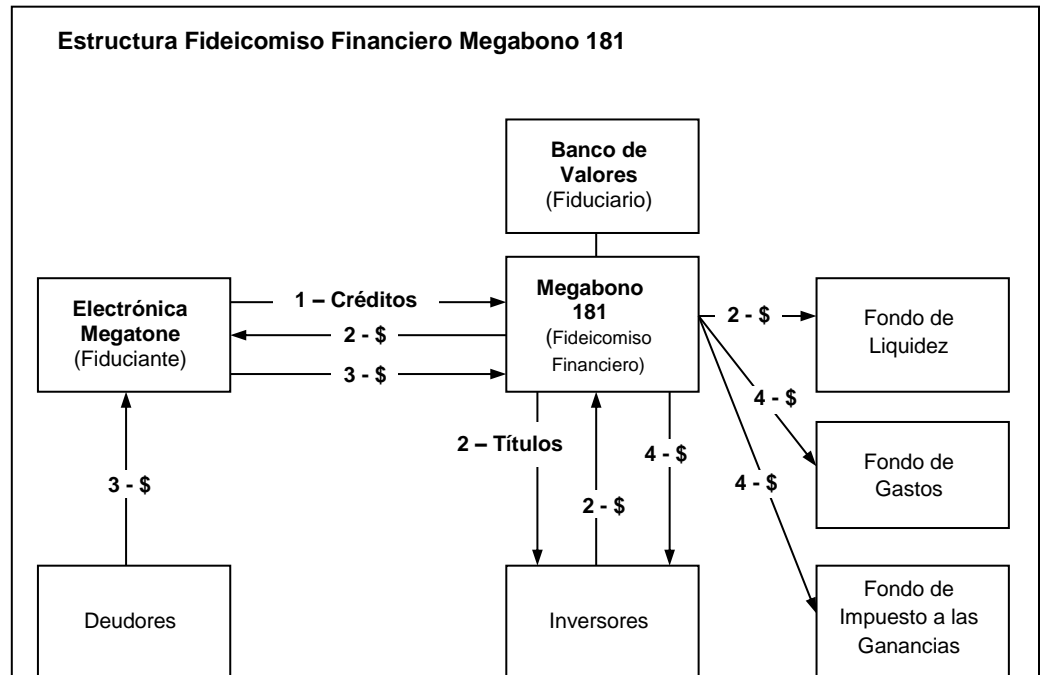 Estructura Fideicomiso Financiero Megabono 181
Banco de
Valores
(Fiduciario)
Electrónica
Megatone
(Fiduciante)
1 – Créditos
2 - $
3 - $
Megabono
181
(Fideicomiso
Financiero)
2 - $
Fondo de
Liquidez
4 - $
Fondo de
Gastos
4 - $
Fondo de
Impuesto a las
Ganancias
3 - $
Deudores
2 – Títulos
2 - $
4 - $
Inversores